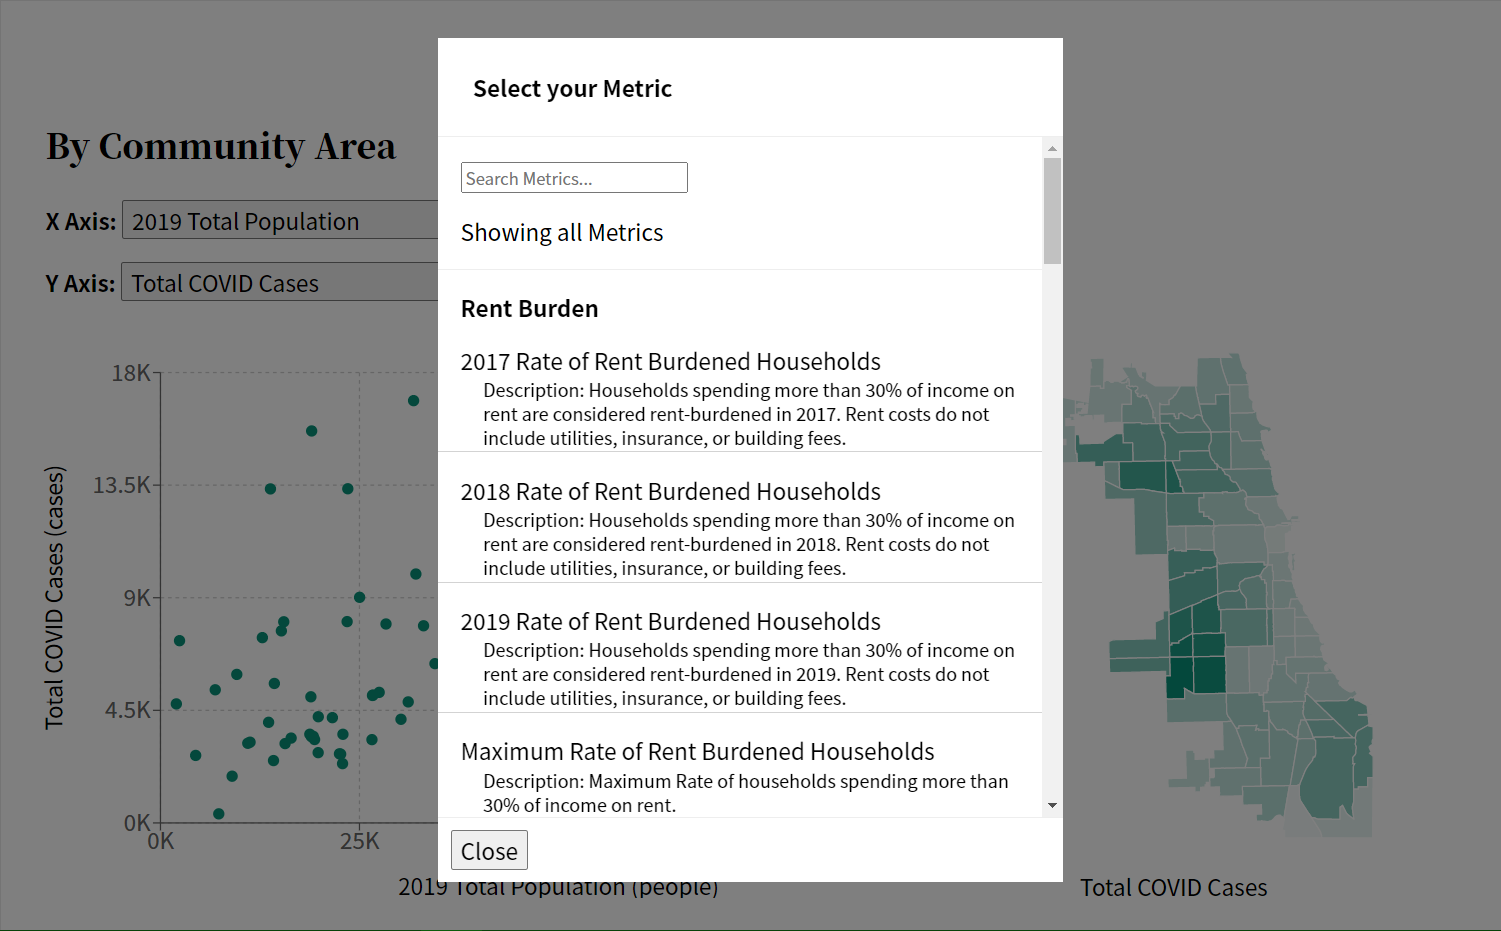 Select your Metric
By Community Area
X Axis: 2019 Total Population
Y Axis: Total COVID Cases
Search Metrics...
Showing all Metrics
Rent Burden
2017 Rate of Rent Burdened Households
Description: Households spending more than 30% of income on
rent are considered rent-burdened in 2017. Rent costs do not
include utilities, insurance, or building fees.
2018 Rate of Rent Burdened Households
Description: Households spending more than 30% of income on
rent are considered rent-burdened in 2018. Rent costs do not
include utilities, insurance, or building fees.
2019 Rate of Rent Burdened Households
Description: Households spending more than 30% of income on
rent are considered rent-burdened in 2019. Rent costs do not
include utilities, insurance, or building fees.
Maximum Rate of Rent Burdened Households
Description: Maximum Rate of households spending more than
30% of income on rent.
Close
Total COVID Cases (cases)
18K
13.5K
9K
4.5K
0K
0K
25K
2019 Total Population (people)
Total COVID Cases